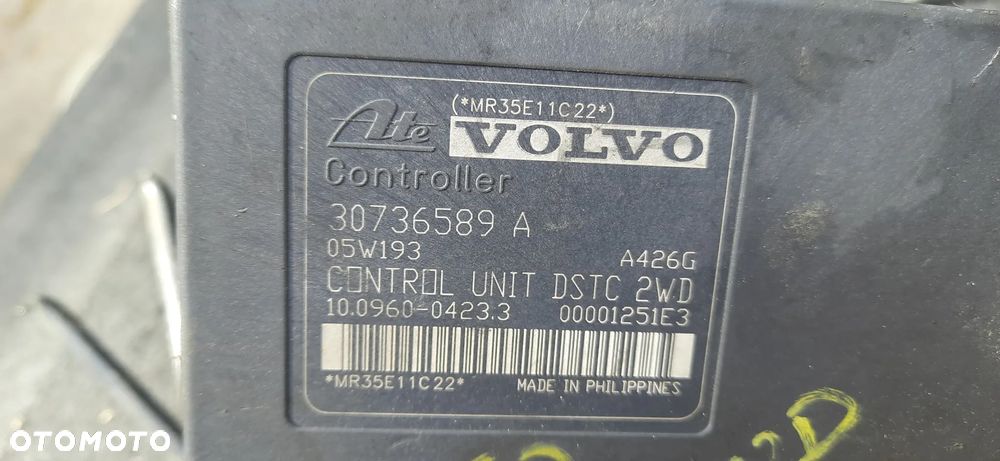 (*MR35E11C22*)
Ate VOLVO
Controller
30736589 A
05W193 A426G
CONTROL UNIT DSTC 2WD
10.0960-0423.3 00001251E3
*MR35E11C22* MADE IN PHILIPPINES
OTOMOTO